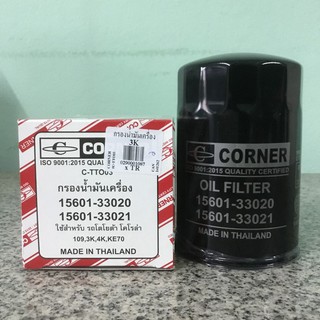 CORNER
ISO 9001:2015 QUALITY
C-TTO03
กรองน้ำมันเครื่อง
15601-33020
15601-33021
ใช้สำหรับ รถโตโยต้า โคโรล่า
109,3K,4K,KE70
MADE IN THAILAND
กรองน้ำมันเครื่อง
3K
x TR
CORNER
9001:2015 QUALITY CERTIFIED
OIL FILTER
15601-33020
15601-33021
MADE IN THAILAND